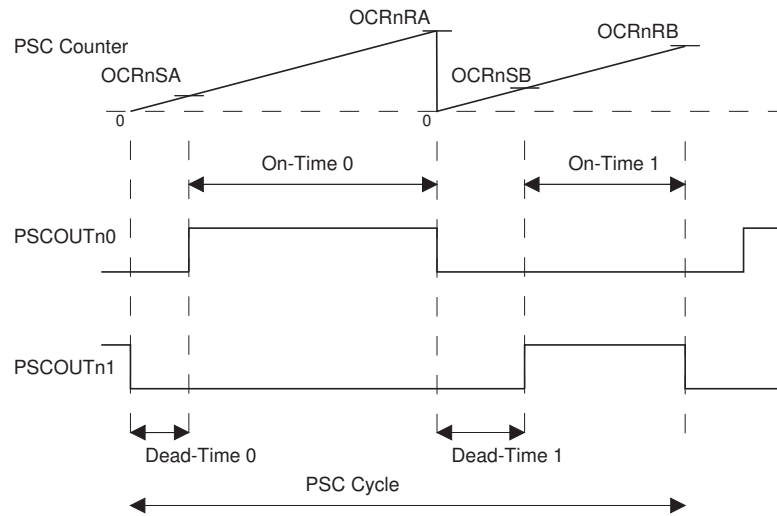 OCRnRA
OCRnRB
PSC Counter
OCRnSA
OCRnSB
0
0
On-Time 0
On-Time 1
PSCOUTn0
PSCOUTn1
Dead-Time 0
Dead-Time 1
PSC Cycle